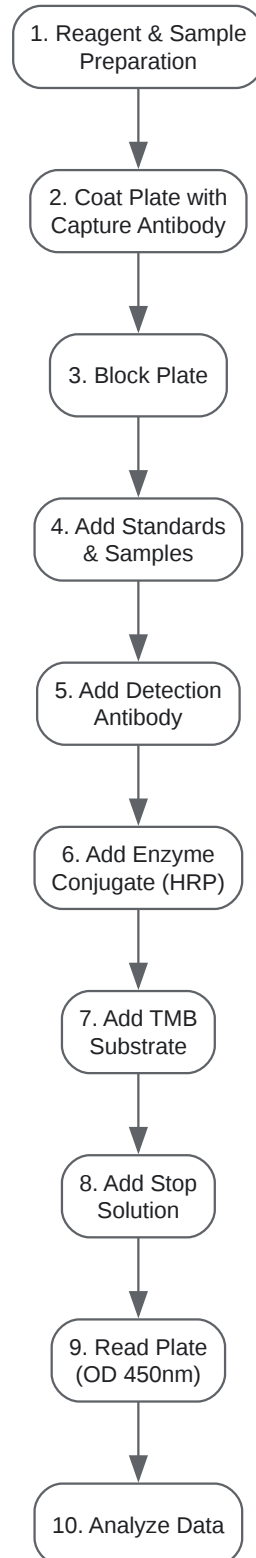 1. Reagent & Sample
Preparation
2. Coat Plate with
Capture Antibody
3. Block Plate
4. Add Standards
& Samples
5. Add Detection
Antibody
6. Add Enzyme
Conjugate (HRP)
7. Add TMB
Substrate
8. Add Stop
Solution
9. Read Plate
(OD 450nm)
10. Analyze Data